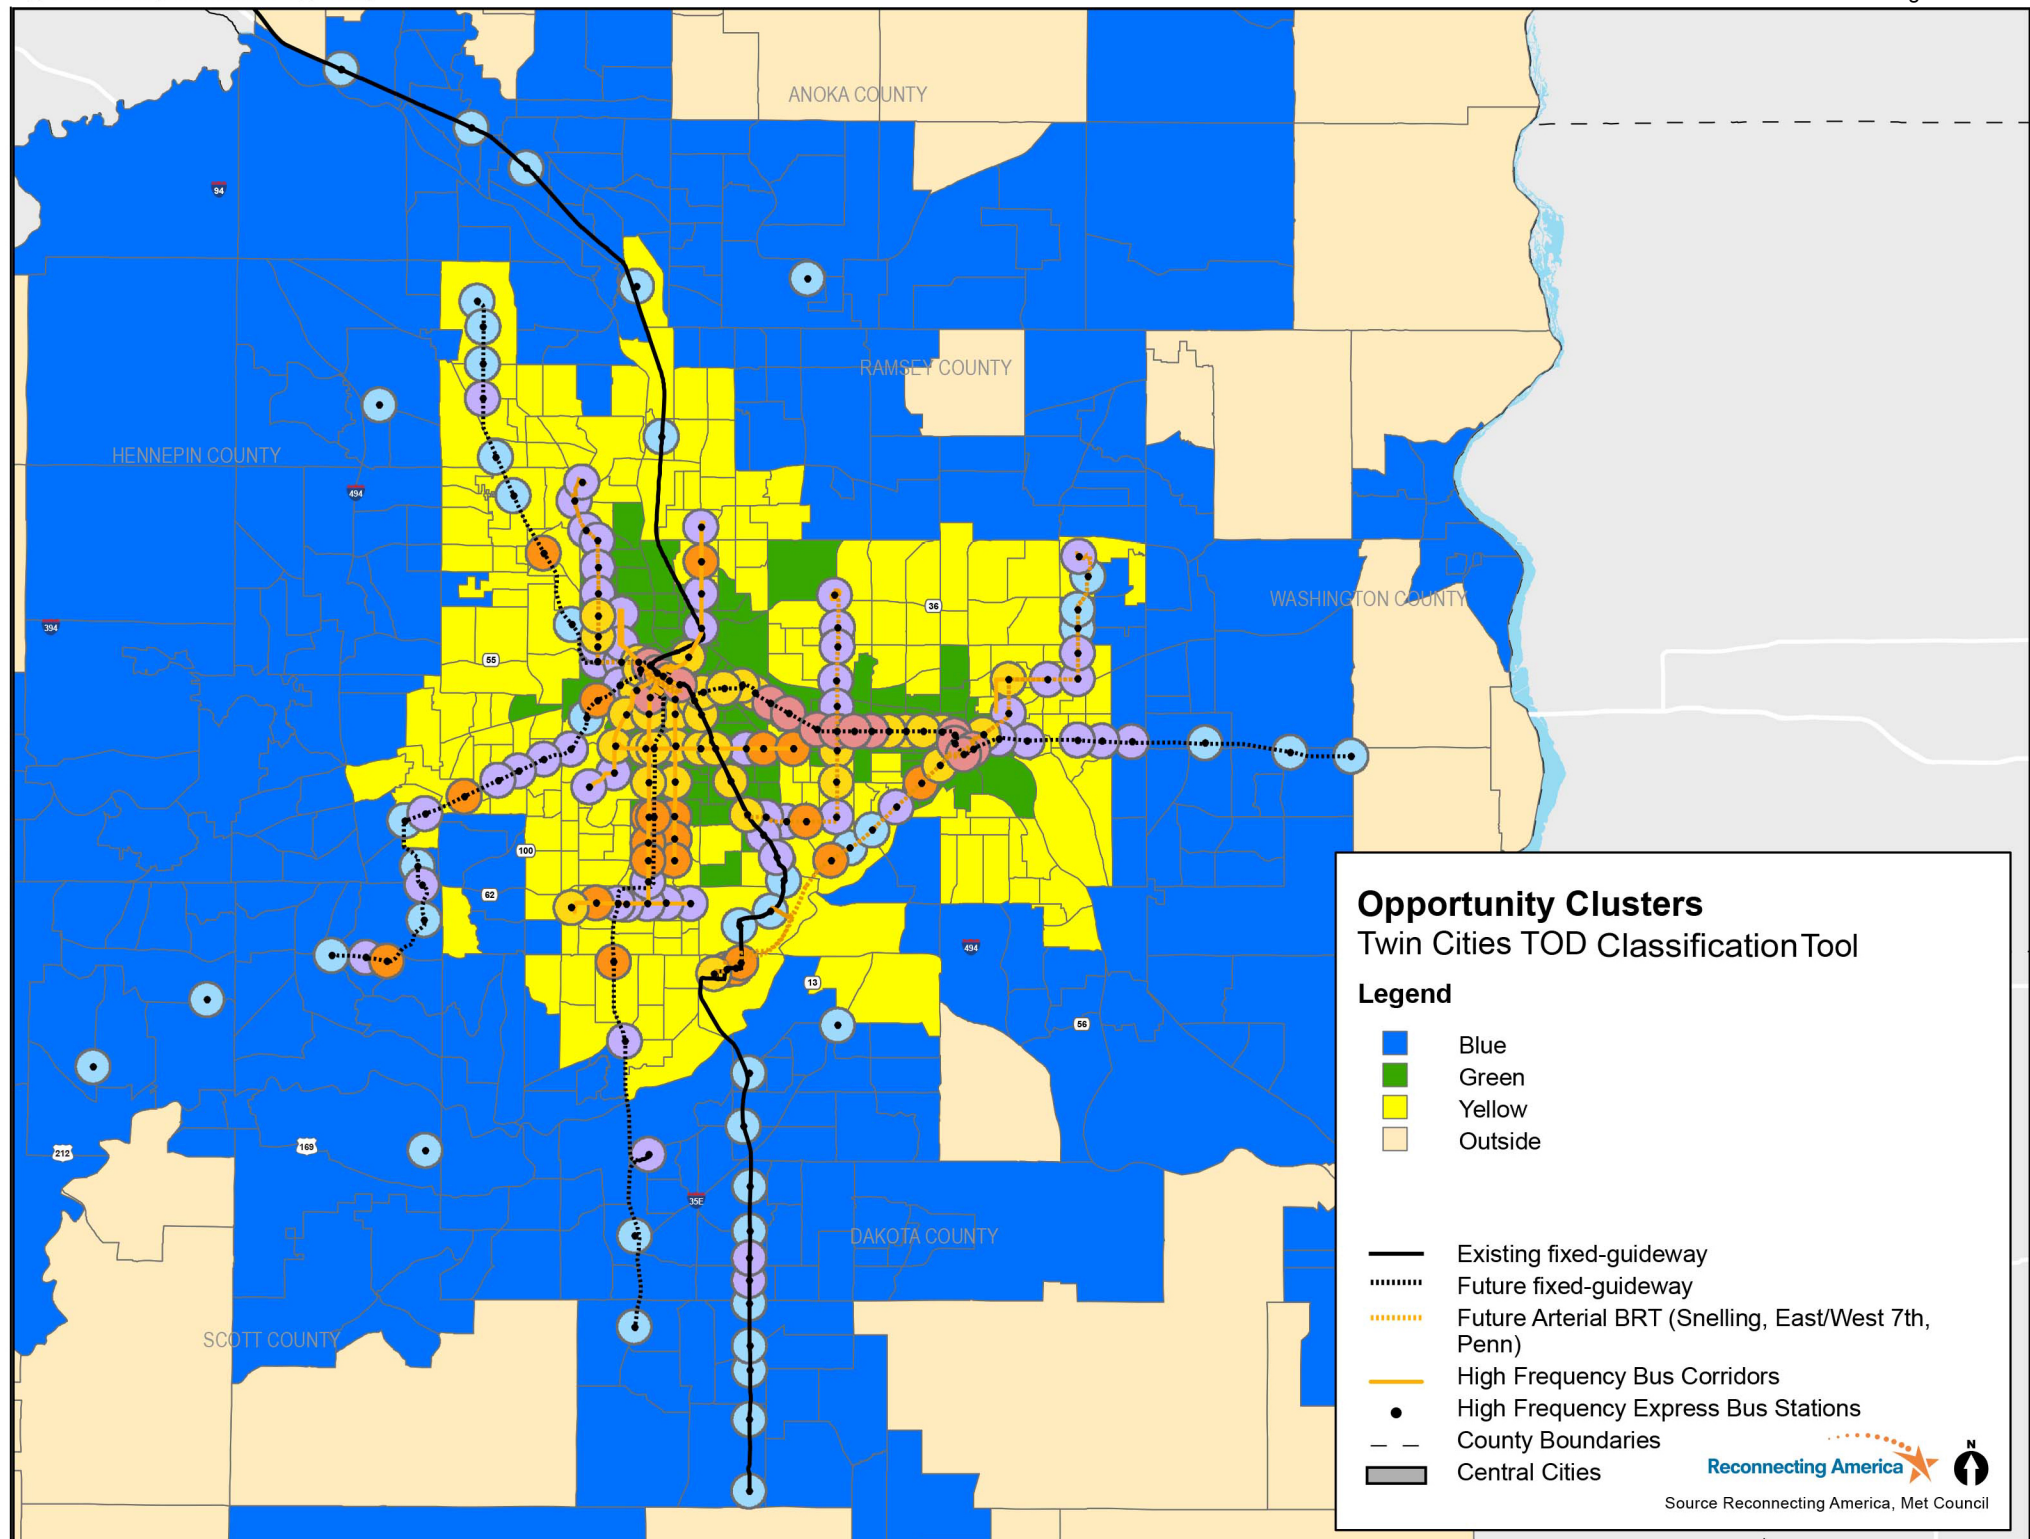 ANOKA COUNTY
94
RAMSEY COUNTY
HENNEPIN COUNTY
494
WASHINGTON COUNTY
36
394
55
100
62
494
13
56
169
212
35E
DAKOTA COUNTY
SCOTT COUNTY
Opportunity Clusters
Twin Cities TOD Classification Tool
Legend
Blue
Green
Yellow
Outside
Existing fixed-guideway
Future fixed-guideway
Future Arterial BRT (Snelling, East/West 7th,
Penn)
High Frequency Bus Corridors
High Frequency Express Bus Stations
County Boundaries
Central Cities
Reconnecting America
N
Source Reconnecting America, Met Council